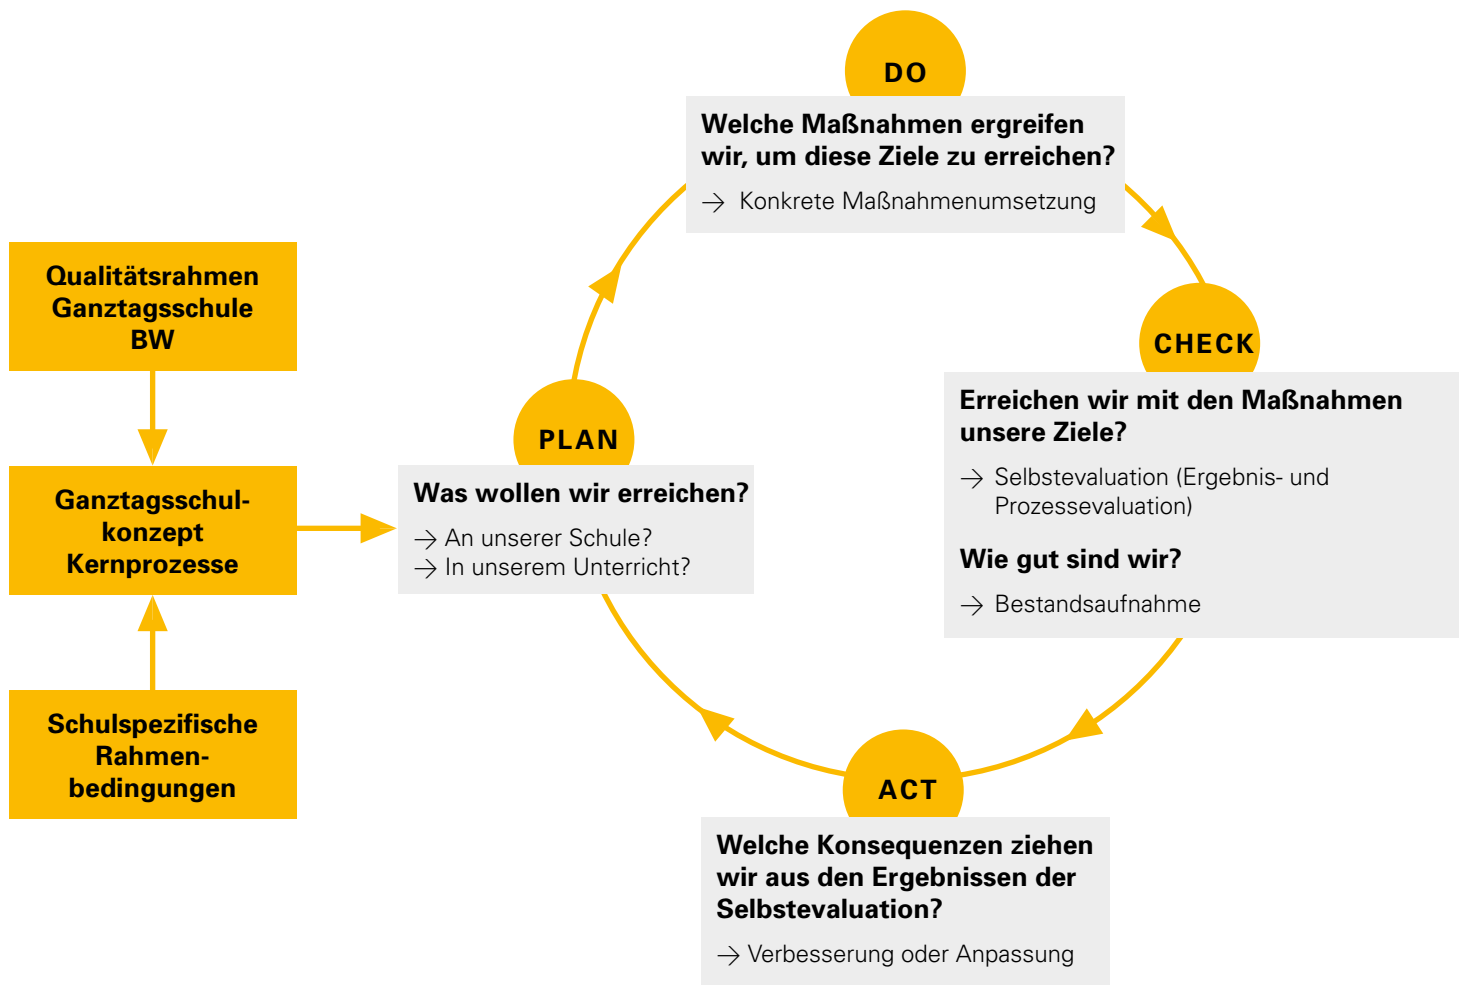 Qualitätsrahmen
Ganztagsschule
BW
Ganztagsschul-
konzept
Kernprozesse
Schulspezifische
Rahmen-
bedingungen
PLAN
Was wollen wir erreichen?
→ An unserer Schule?
→ In unserem Unterricht?
DO
Welche Maßnahmen ergreifen
wir, um diese Ziele zu erreichen?
→ Konkrete Maßnahmenumsetzung
CHECK
Erreichen wir mit den Maßnahmen
unsere Ziele?
→ Selbstevaluation (Ergebnis- und
Prozessevaluation)
Wie gut sind wir?
→ Bestandsaufnahme
ACT
Welche Konsequenzen ziehen
wir aus den Ergebnissen der
Selbstevaluation?
→ Verbesserung oder Anpassung